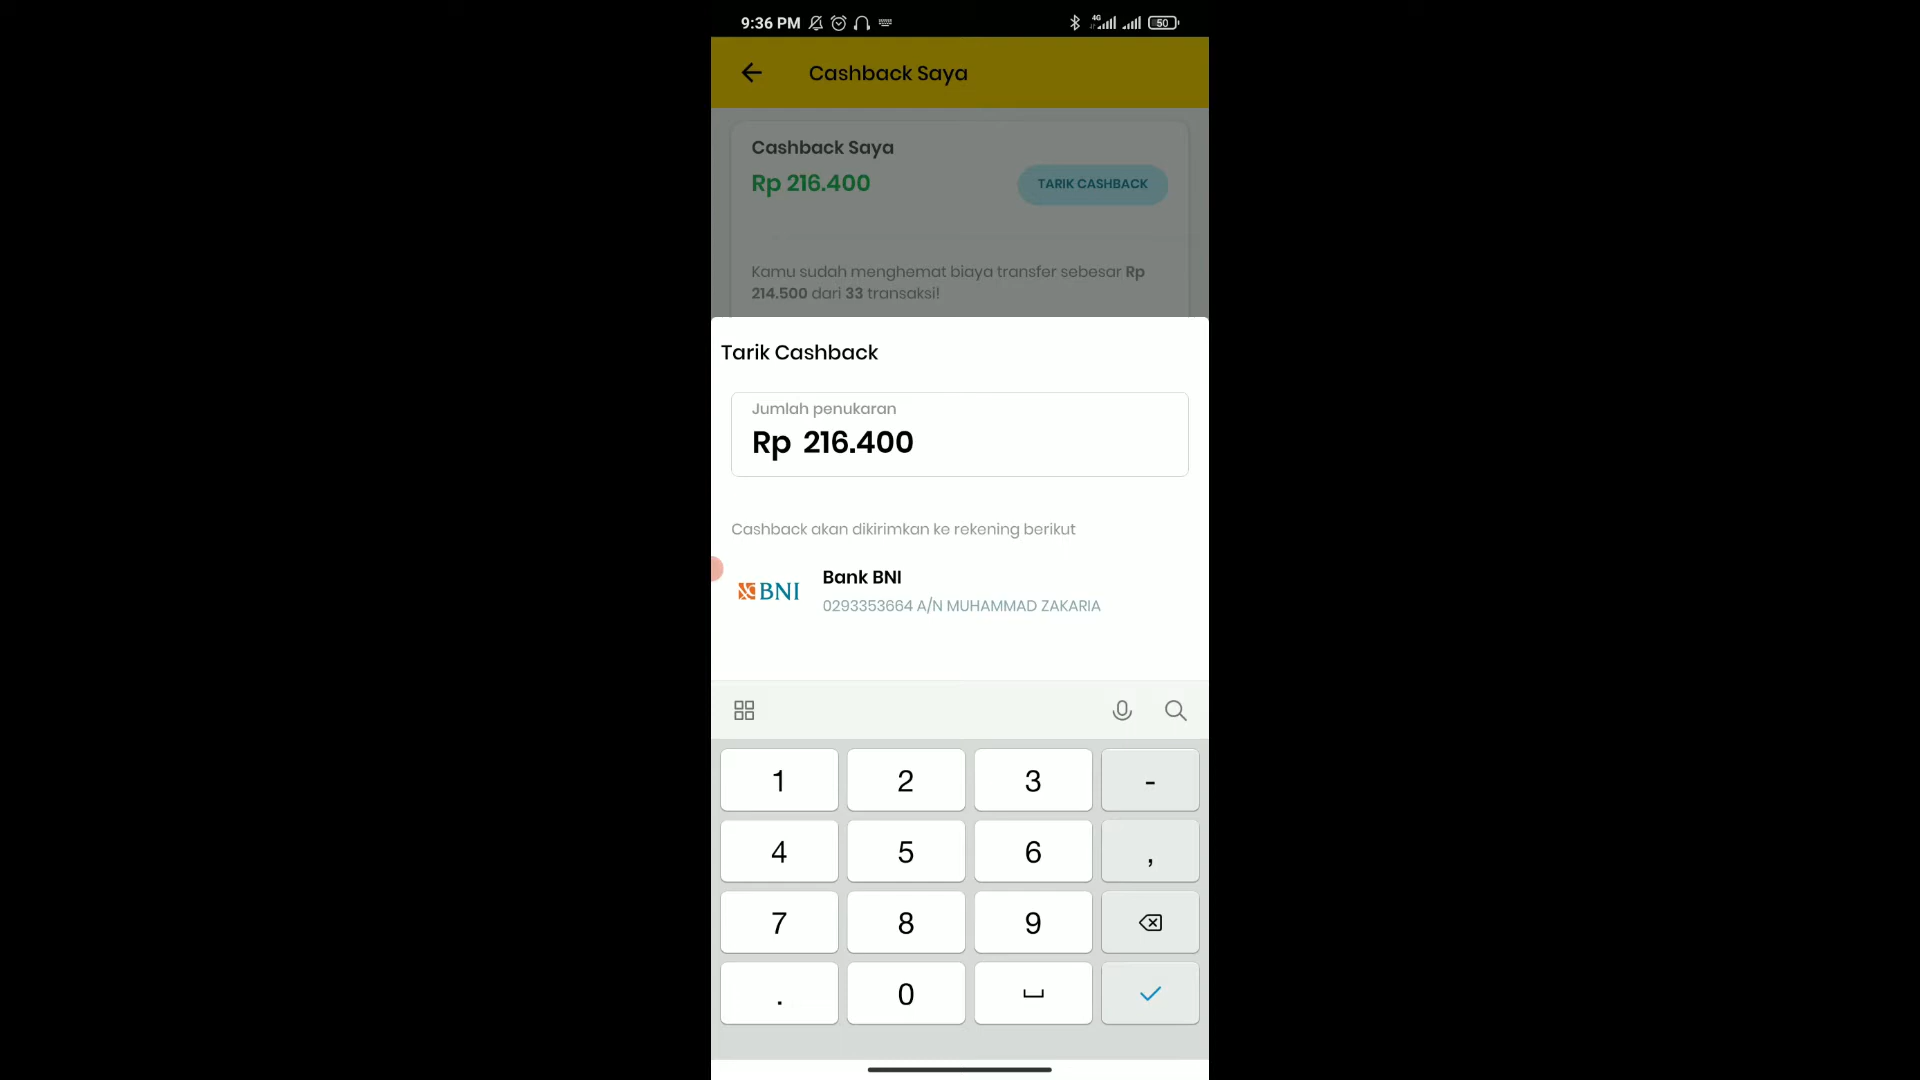 9:36 PM
4G
50
Cashback Saya
Cashback Saya
Rp 216.400
TARIK CASHBACK
Kamu sudah menghemat biaya transfer sebesar Rp
214.500 dari 33 transaksi!
Tarik Cashback
Jumlah penukaran
Rp 216.400
Cashback akan dikirimkan ke rekening berikut
BNI
Bank BNI
0293353664 A/N MUHAMMAD ZAKARIA
1 2 3 -
4 5 6 ,
7 8 9
. 0